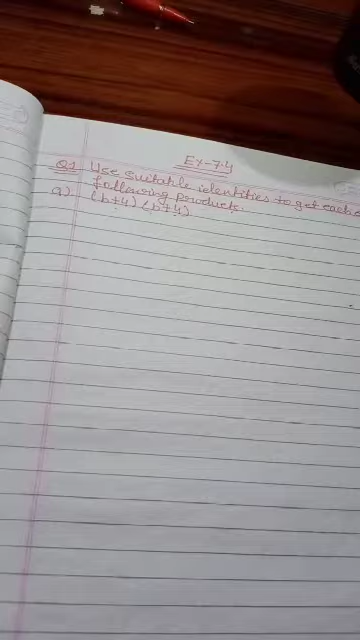 Ex-7.4
Q1 Use suitable identities to get each
following products.
a) (b+4) (b+4)